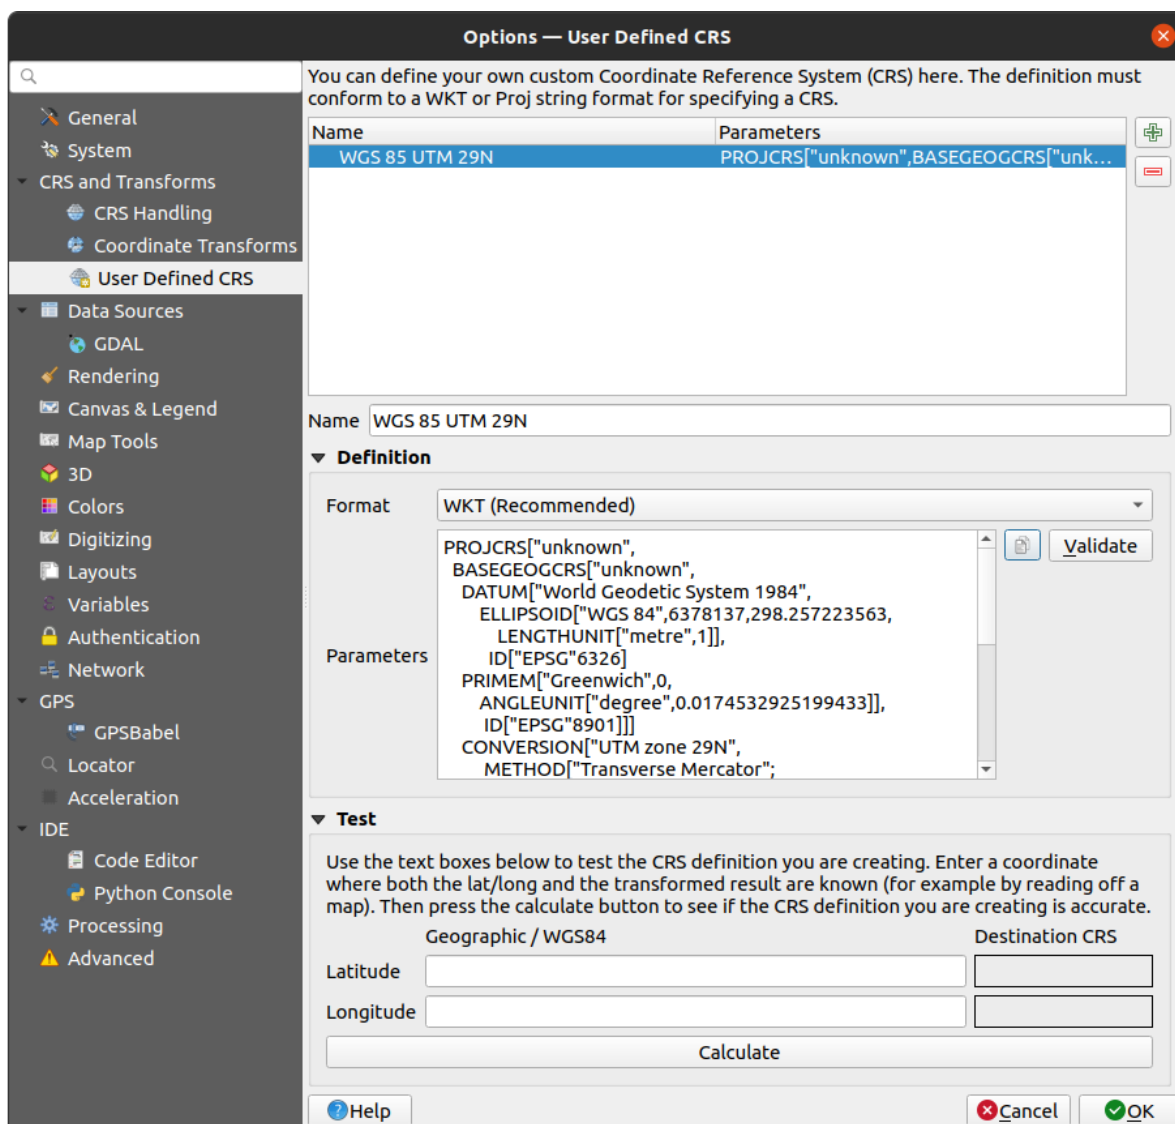 Options — User Defined CRS
General
System
CRS and Transforms
CRS Handling
Coordinate Transforms
User Defined CRS
Data Sources
GDAL
Rendering
Canvas & Legend
Map Tools
3D
Colors
Digitizing
Layouts
Variables
Authentication
Network
GPS
GPSBabel
Locator
Acceleration
IDE
Code Editor
Python Console
Processing
Advanced
You can define your own custom Coordinate Reference System (CRS) here. The definition must
conform to a WKT or Proj string format for specifying a CRS.
Name Parameters
WGS 85 UTM 29N PROJCRS["unknown",BASEGEOGCRS["unk...
Name WGS 85 UTM 29N
Definition
Format WKT (Recommended)
Parameters
PROJCRS["unknown",
BASEGEOGCRS["unknown",
DATUM["World Geodetic System 1984",
ELLIPSOID["WGS 84",6378137,298.257223563,
LENGTHUNIT["metre",1]],
ID["EPSG"6326]
PRIMEM["Greenwich",0,
ANGLEUNIT["degree",0.0174532925199433]],
ID["EPSG"8901]]]
CONVERSION["UTM zone 29N",
METHOD["Transverse Mercator";
Validate
Test
Use the text boxes below to test the CRS definition you are creating. Enter a coordinate
where both the lat/long and the transformed result are known (for example by reading off a
map). Then press the calculate button to see if the CRS definition you are creating is accurate.
Geographic / WGS84 Destination CRS
Latitude
Longitude
Calculate
Help Cancel OK